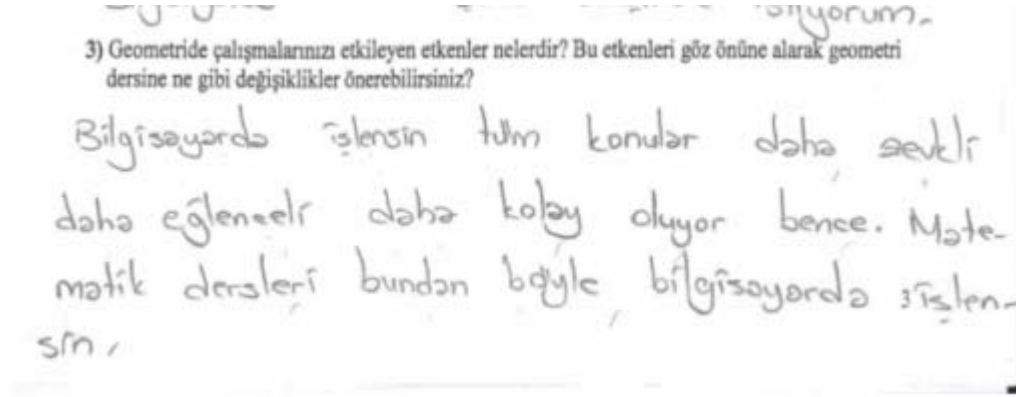 istiyorum.
3) Geometride çalışmalarınızı etkileyen etkenler nelerdir? Bu etkenleri göz önüne alarak geometri
dersine ne gibi değişiklikler önerebilirsiniz?
Bilgisayarda işlensin tüm konular daha zevkli
daha eğlenceli daha kolay oluyor bence. Mate-
matik dersleri bundan böyle bilgisayarda işlen-
sin.